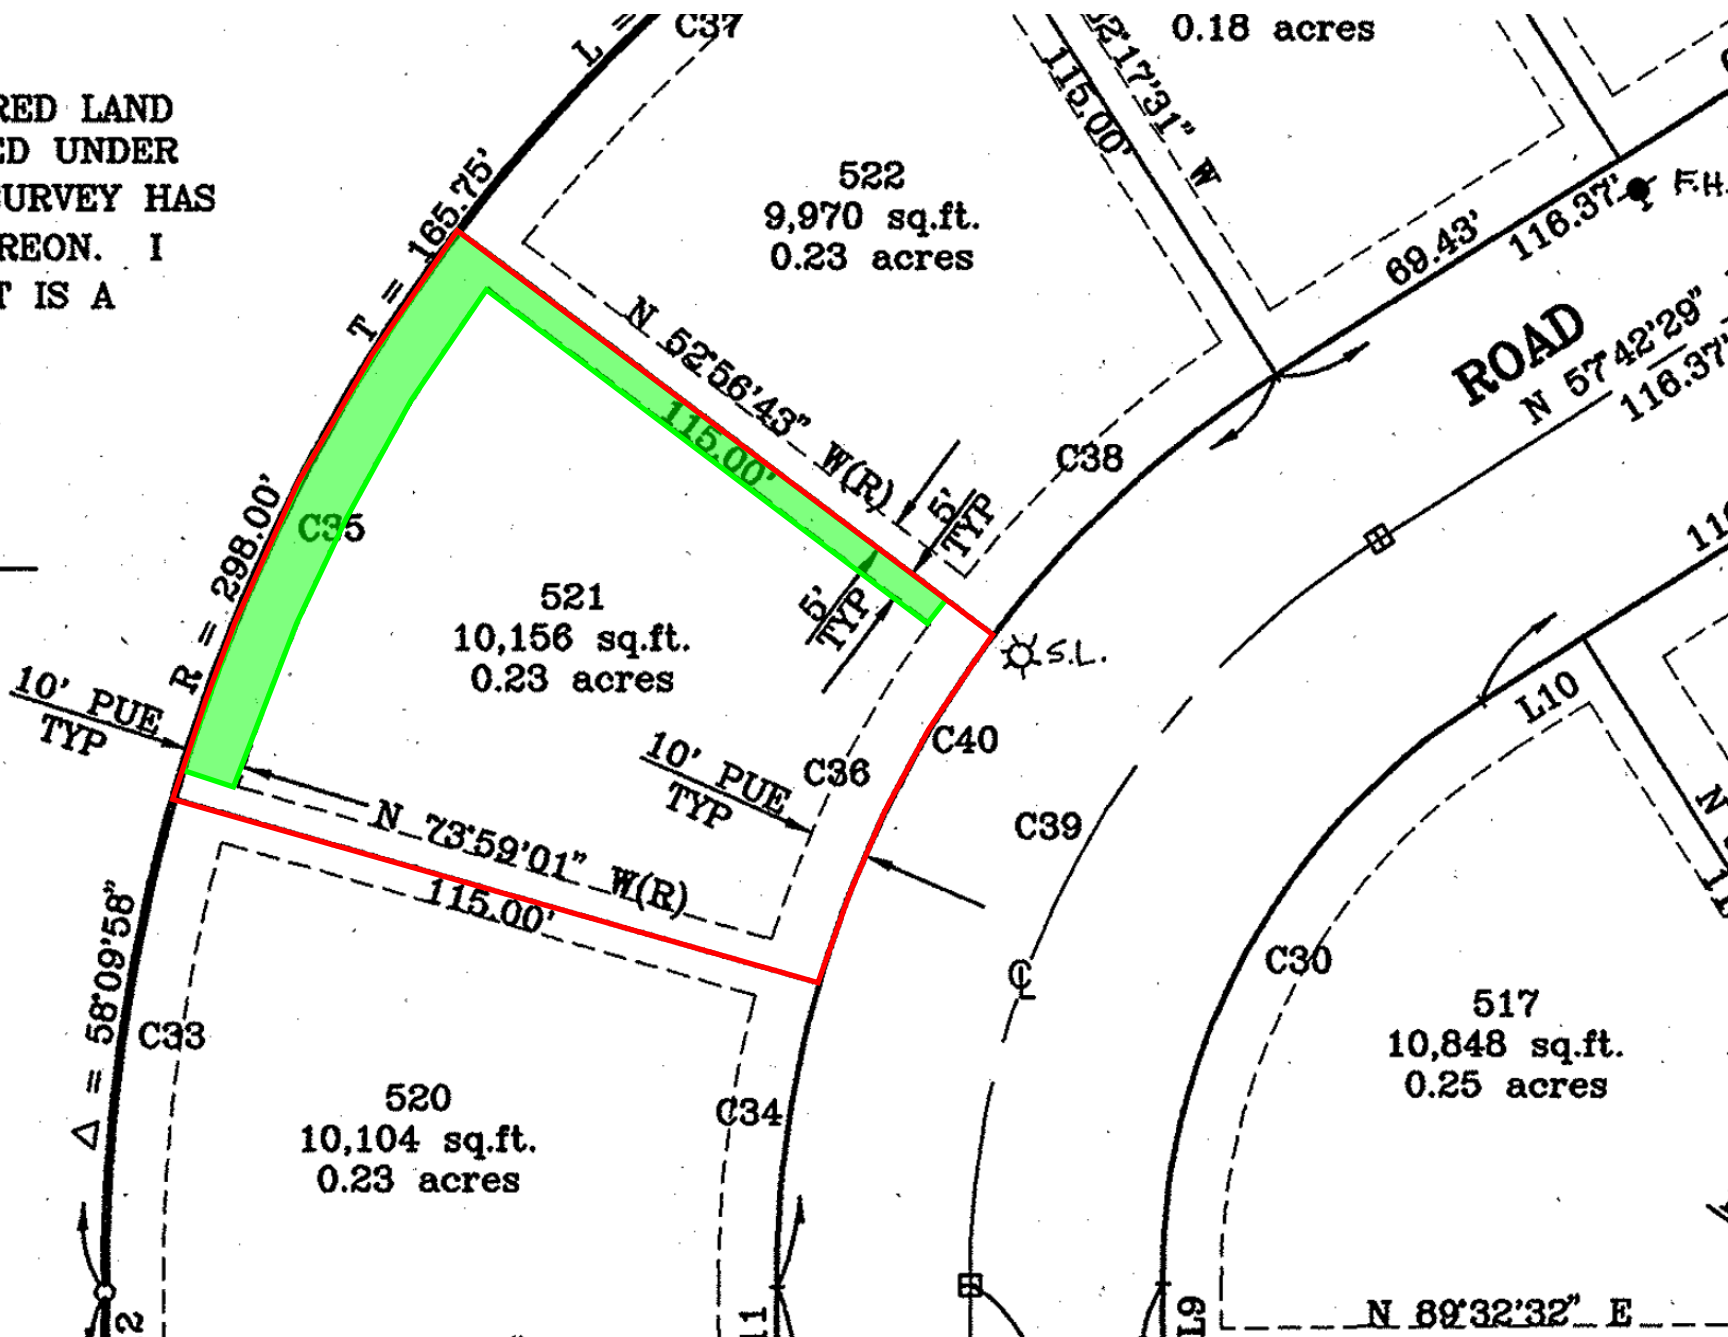 RED LAND
ED UNDER
SURVEY HAS
REON. I
T IS A
L =
C37
0.18 acres
52°17'31" W
115.00'
522
9,970 sq.ft.
0.23 acres
T = 165.75'
N 52°56'43" W(R)
115.00'
69.43'
116.37'
F.H.
ROAD
N 57°42'29"
116.37'
C38
5'
TYP
R = 298.00'
C35
521
10,156 sq.ft.
0.23 acres
5'
TYP
S.L.
10' PUE
TYP
10' PUE
TYP
C36
C40
C39
L10
N 73°59'01" W(R)
115.00'
Δ = 58°09'58"
C33
C34
520
10,104 sq.ft.
0.23 acres
℄
C30
517
10,848 sq.ft.
0.25 acres
N
L9
N 89°32'32" E